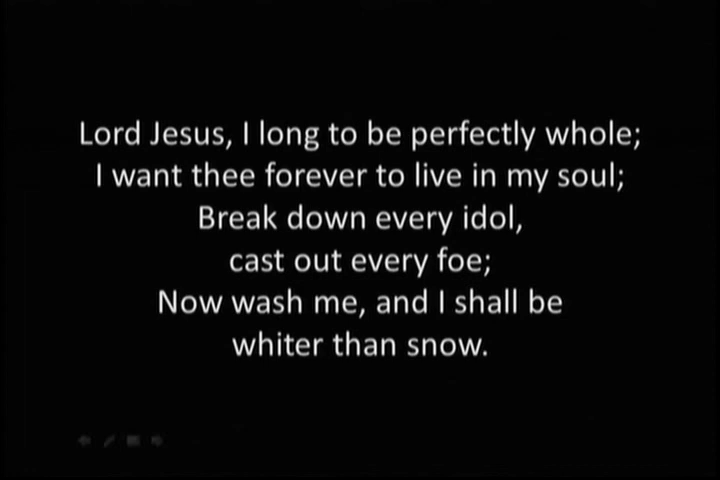 Lord Jesus, I long to be perfectly whole;
I want thee forever to live in my soul;
Break down every idol,
cast out every foe;
Now wash me, and I shall be
whiter than snow.